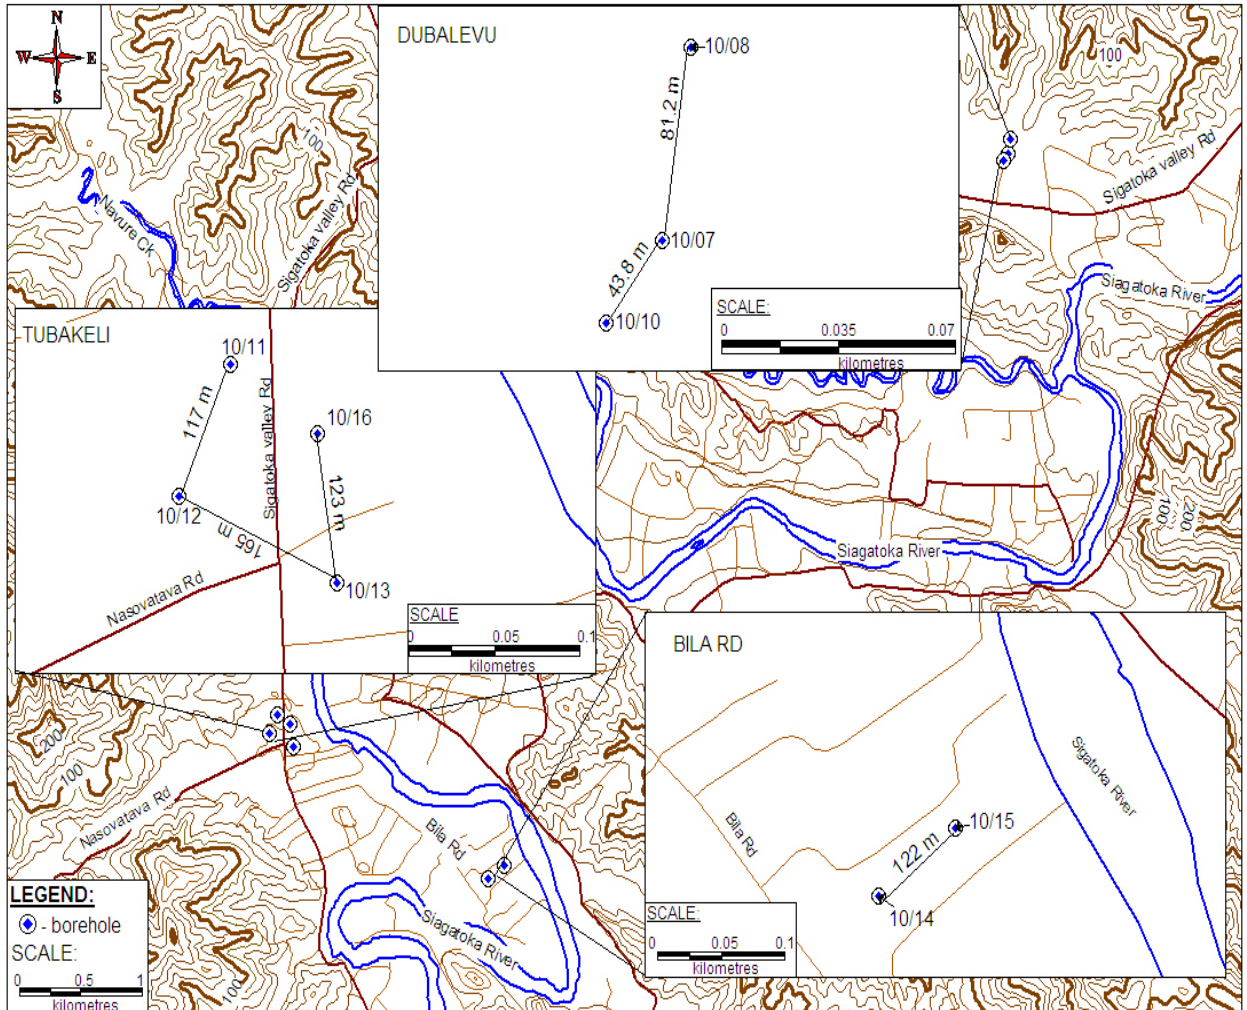 N
W E
S
DUBALEVU
10/08
81.2 m
10/07
43.8 m
10/10
SCALE:
0 0.035 0.07
kilometres
100
Sigatoka valley Rd
Siagatoka River
100
Navure Ck
Sigatoka valley Rd
TUBAKELI
10/11
117 m
10/16
Sigatoka valley Rd
123 m
10/12
165 m
10/13
Nasovatava Rd
SCALE
0 0.05 0.1
kilometres
200
100
Siagatoka River
BILA RD
Sigatoka River
Bila Rd
10/15
122 m
10/14
SCALE:
0 0.05 0.1
kilometres
200
100
Nasovatava Rd
Bila Rd
Siagatoka River
100
LEGEND:
- borehole
SCALE:
0 0.5 1
kilometres